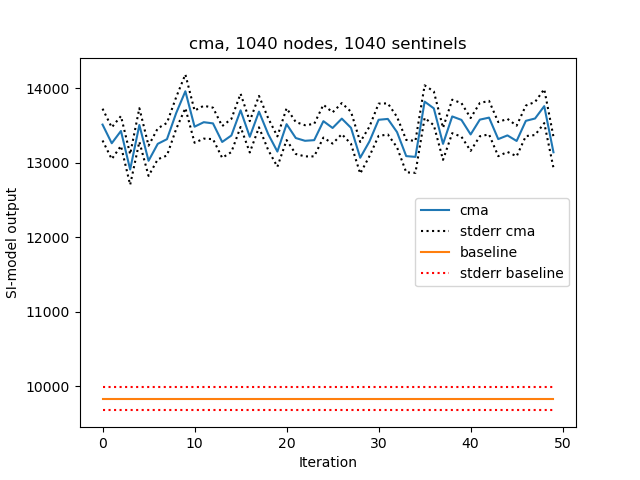 cma, 1040 nodes, 1040 sentinels
SI-model output
14000
13000
12000
11000
10000
cma
stderr cma
baseline
stderr baseline
0 10 20 30 40 50
Iteration